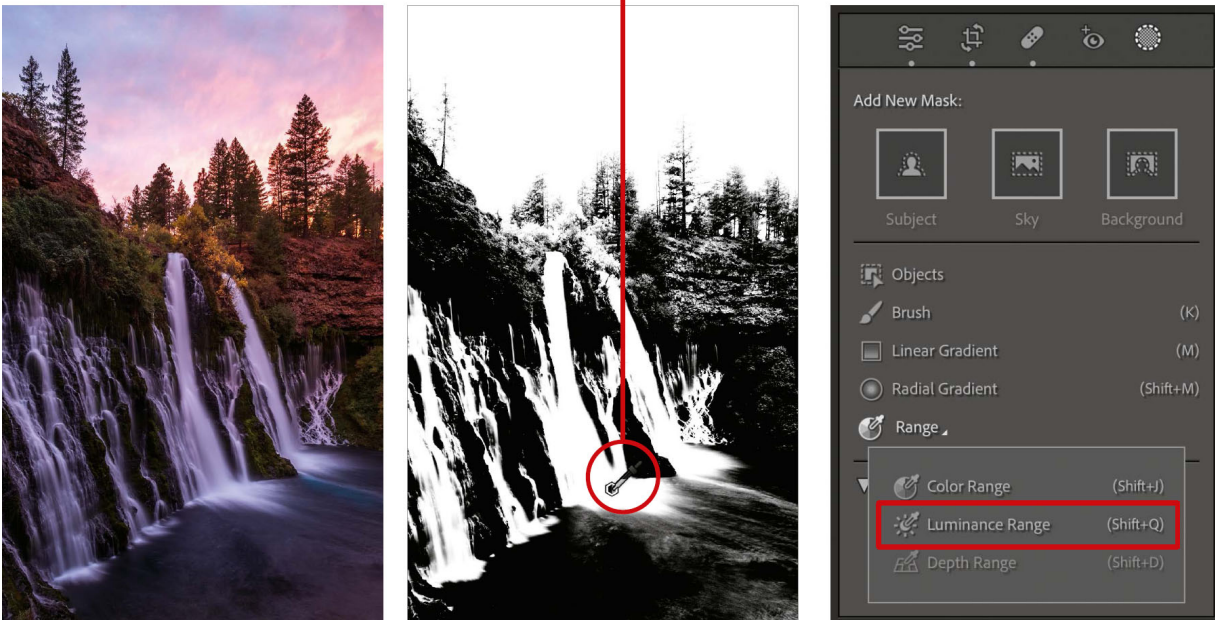 Add New Mask:
Subject Sky Background
Objects
Brush (K)
Linear Gradient (M)
Radial Gradient (Shift+M)
Range
Color Range (Shift+J)
Luminance Range (Shift+Q)
Depth Range (Shift+D)